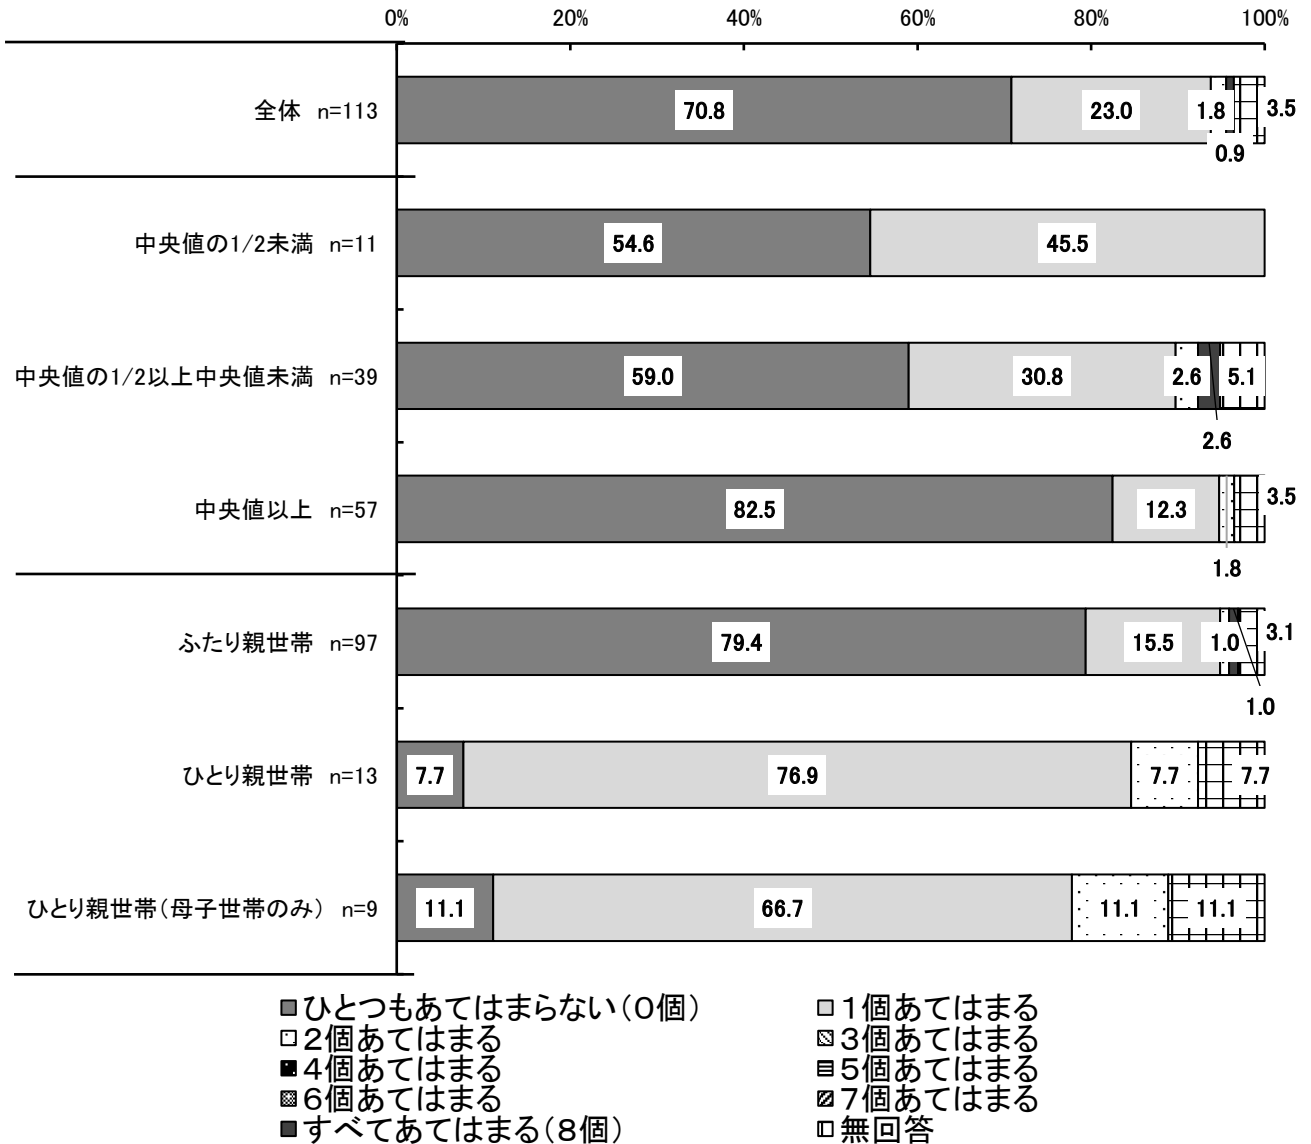 0% 20% 40% 60% 80% 100%
全体 n=113 70.8 23.0 1.8 3.5
0.9
中央値の1/2未満 n=11 54.6 45.5
中央値の1/2以上中央値未満 n=39 59.0 30.8 2.6 5.1
2.6
中央値以上 n=57 82.5 12.3 3.5
1.8
ふたり親世帯 n=97 79.4 15.5 1.0 3.1
1.0
ひとり親世帯 n=13 7.7 76.9 7.7 7.7
ひとり親世帯(母子世帯のみ) n=9 11.1 66.7 11.1 11.1
ひとつもあてはまらない(0個) 1個あてはまる
2個あてはまる 3個あてはまる
4個あてはまる 5個あてはまる
6個あてはまる 7個あてはまる
すべてあてはまる(8個) 無回答